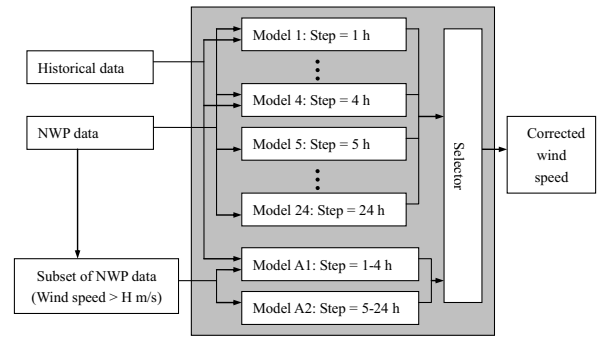 Historical data
NWP data
Subset of NWP data
(Wind speed > H m/s)
Model 1: Step = 1 h
Model 4: Step = 4 h
Model 5: Step = 5 h
Model 24: Step = 24 h
Model A1: Step = 1-4 h
Model A2: Step = 5-24 h
Selector
Corrected
wind
speed